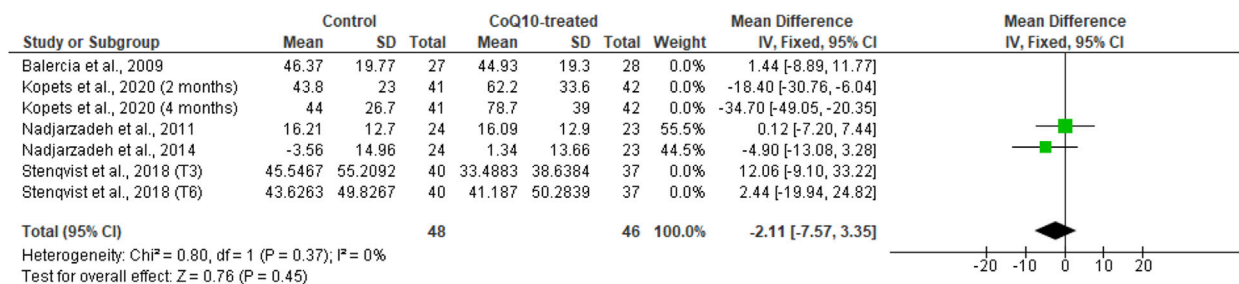 Control CoQ10-treated Mean Difference Mean Difference
Study or Subgroup Mean SD Total Mean SD Total Weight IV, Fixed, 95% CI IV, Fixed, 95% CI
Balercia et al., 2009 46.37 19.77 27 44.93 19.3 28 0.0% 1.44 [-8.89, 11.77]
Kopets et al., 2020 (2 months) 43.8 23 41 62.2 33.6 42 0.0% -18.40 [-30.76, -6.04]
Kopets et al., 2020 (4 months) 44 26.7 41 78.7 39 42 0.0% -34.70 [-49.05, -20.35]
Nadjarzadeh et al., 2011 16.21 12.7 24 16.09 12.9 23 55.5% 0.12 [-7.20, 7.44]
Nadjarzadeh et al., 2014 -3.56 14.96 24 1.34 13.66 23 44.5% -4.90 [-13.08, 3.28]
Stenqvist et al., 2018 (T3) 45.5467 55.2092 40 33.4883 38.6384 37 0.0% 12.06 [-9.10, 33.22]
Stenqvist et al., 2018 (T6) 43.6263 49.8267 40 41.187 50.2839 37 0.0% 2.44 [-19.94, 24.82]
Total (95% CI) 48 46 100.0% -2.11 [-7.57, 3.35]
Heterogeneity: Chi² = 0.80, df = 1 (P = 0.37); I² = 0%
Test for overall effect: Z = 0.76 (P = 0.45)
-20 -10 0 10 20